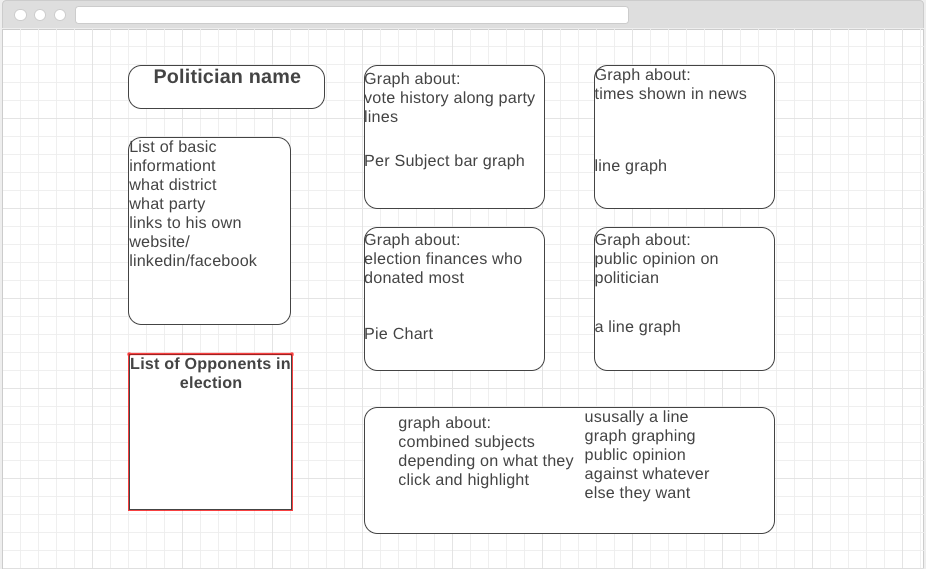 Politician name
List of basic
informationt
what district
what party
links to his own
website/
linkedin/facebook
List of Opponents in
election
Graph about:
vote history along party
lines
Per Subject bar graph
Graph about:
times shown in news
line graph
Graph about:
election finances who
donated most
Pie Chart
Graph about:
public opinion on
politician
a line graph
graph about:
combined subjects
depending on what they
click and highlight
ususally a line
graph graphing
public opinion
against whatever
else they want